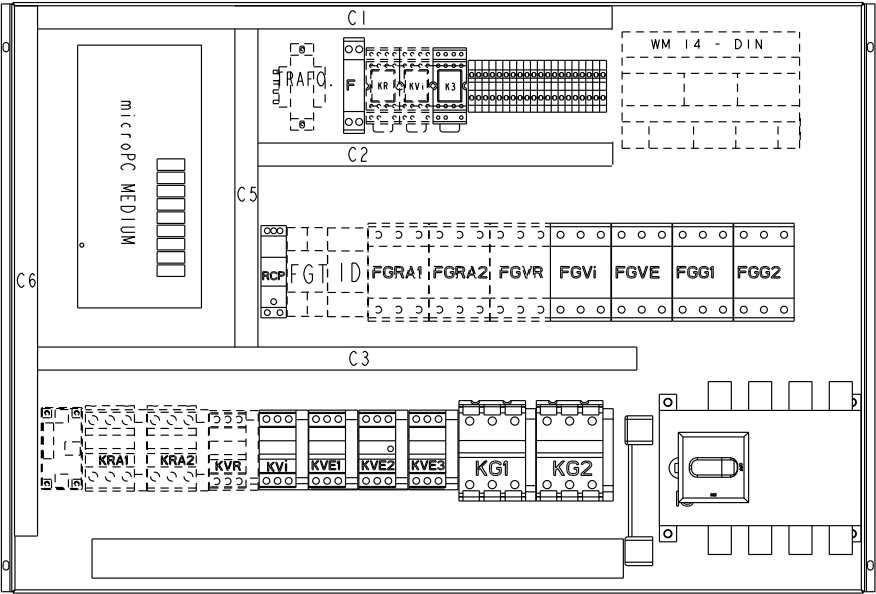 C1
WM 14 - DIN
TRAFO.
F
KR
KVi
K3
microPC MEDIUM
C2
C5
C6
RCP
FGT
ID
FGRA1
FGRA2
FGVR
FGVi
FGVE
FGG1
FGG2
C3
KRA1
KRA2
KVR
KVi
KVE1
KVE2
KVE3
KG1
KG2